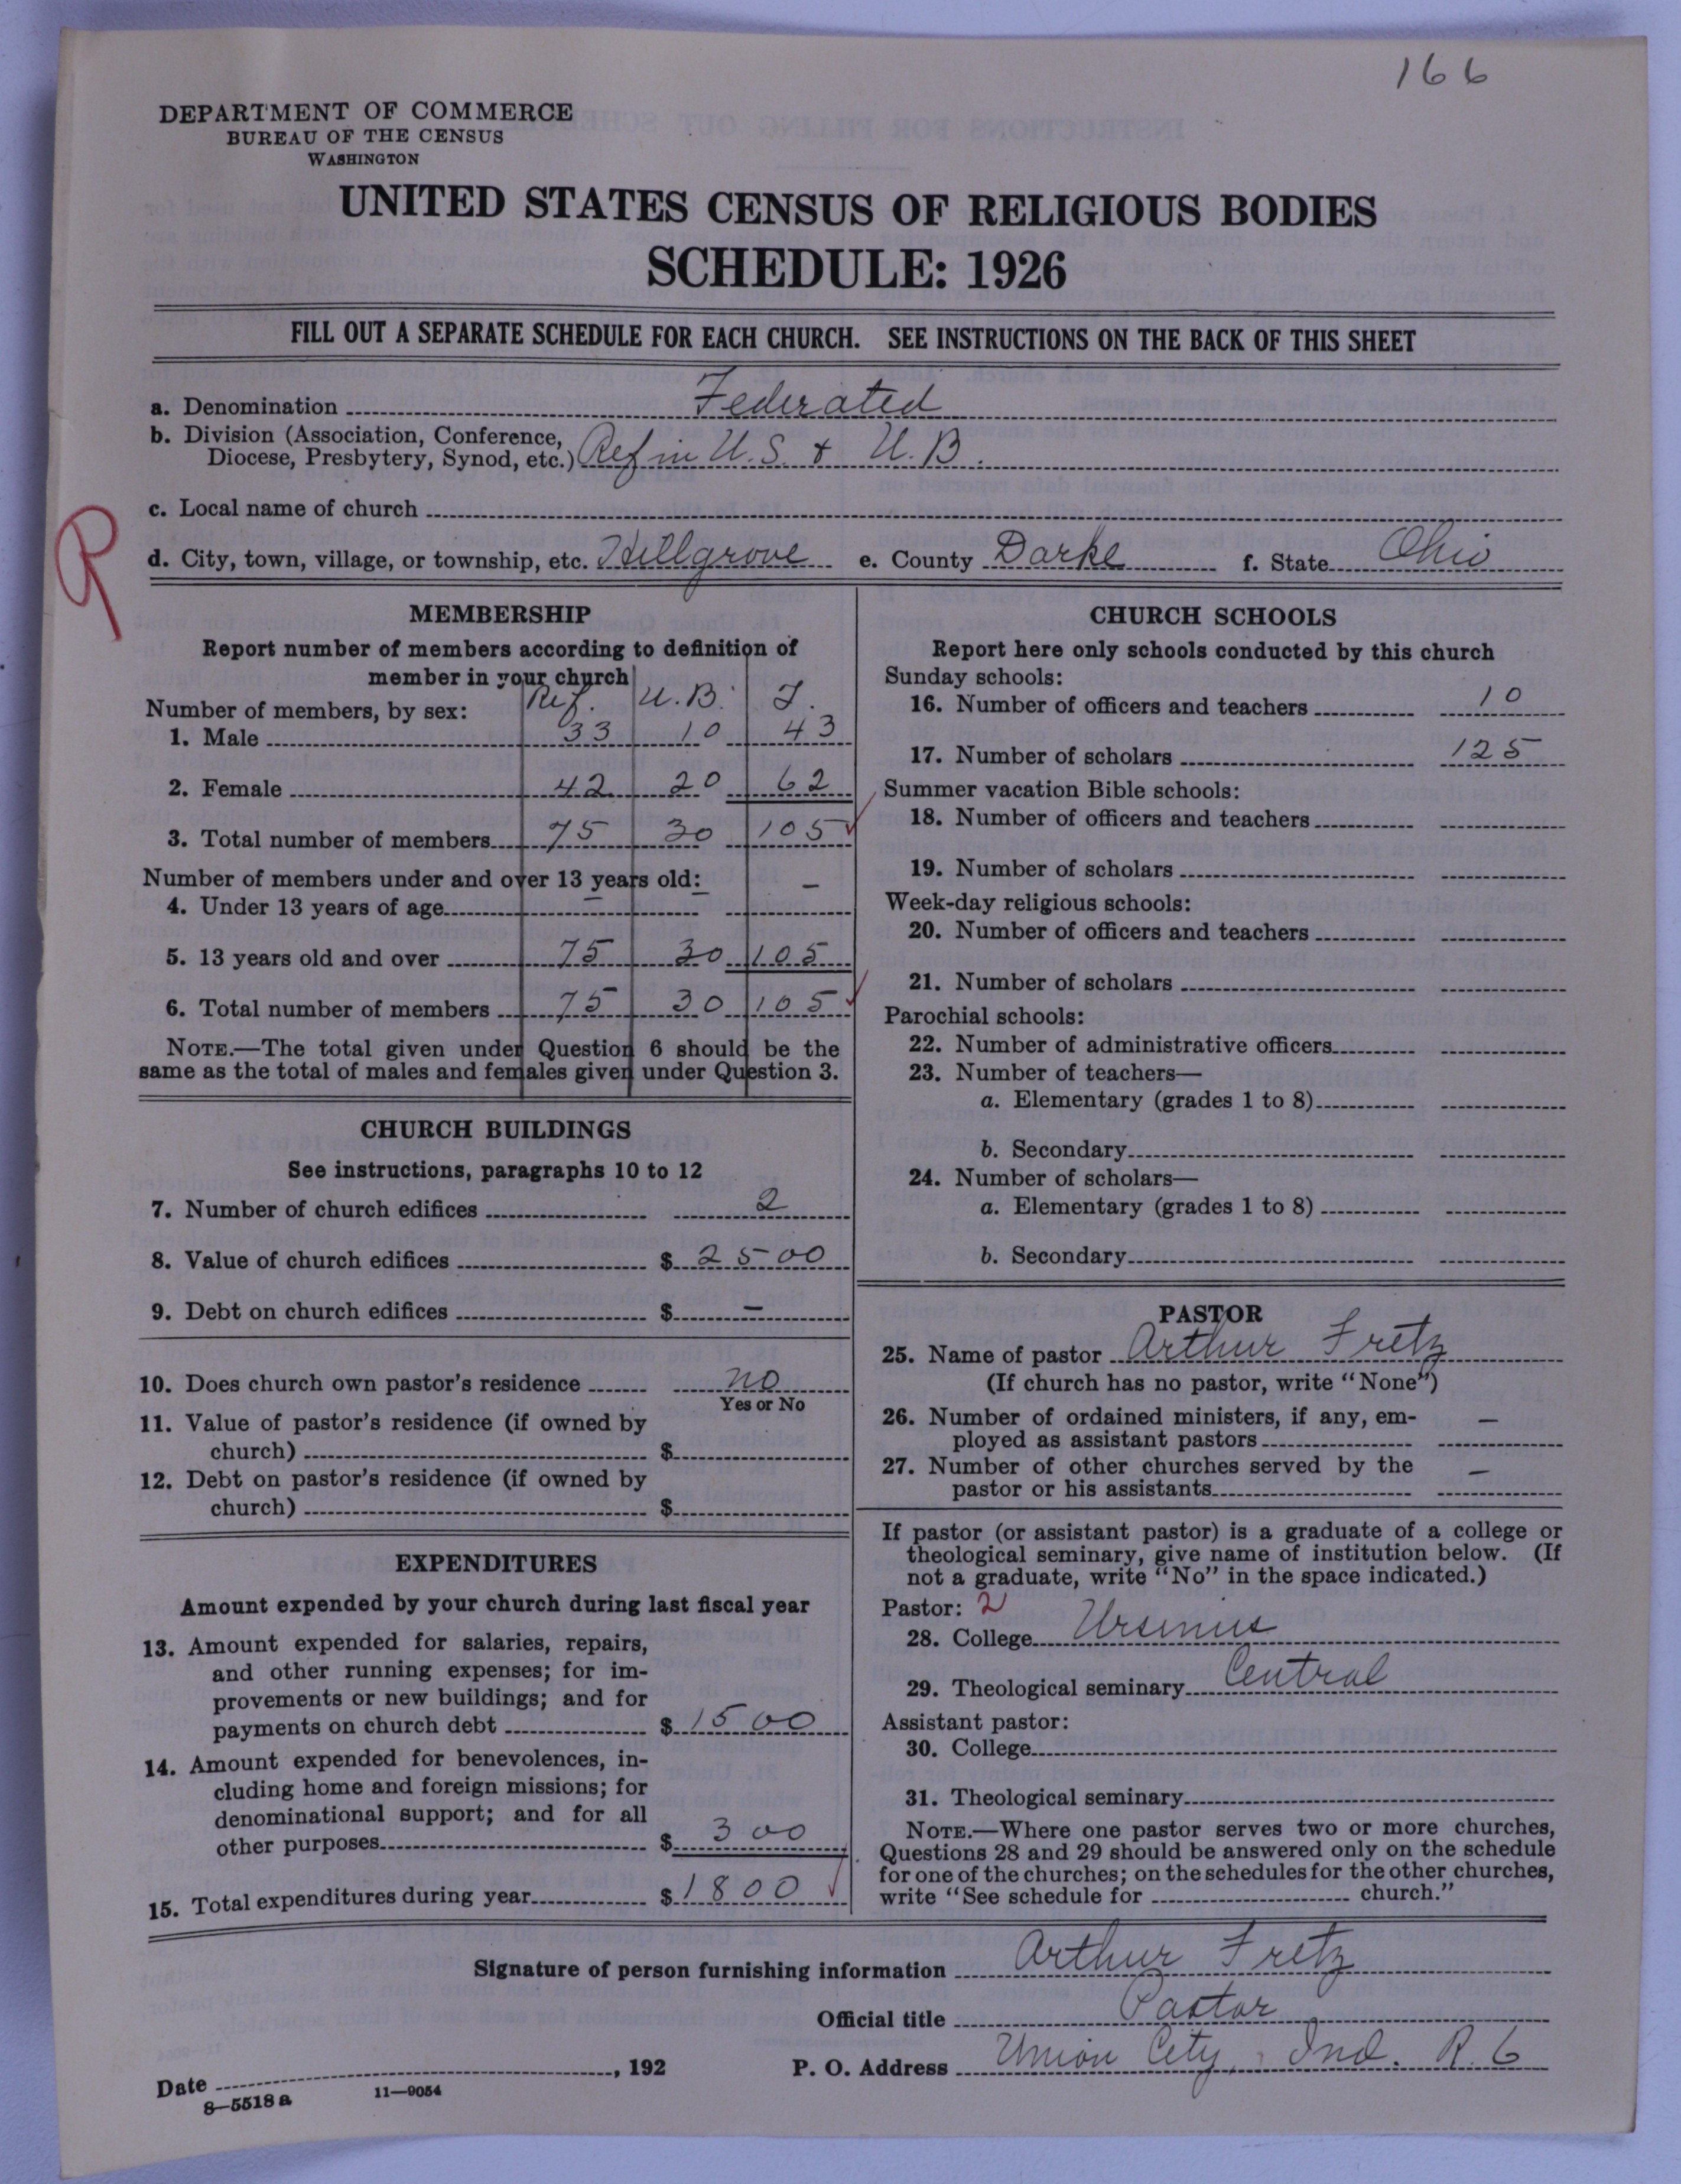 166
DEPARTMENT OF COMMERCE
BUREAU OF THE CENSUS
WASHINGTON
UNITED STATES CENSUS OF RELIGIOUS BODIES
SCHEDULE: 1926
FILL OUT A SEPARATE SCHEDULE FOR EACH CHURCH. SEE INSTRUCTIONS ON THE BACK OF THIS SHEET
a. Denomination Federated
b. Division (Association, Conference,
Diocese, Presbytery, Synod, etc.) Ref in U.S. & U.B.
R
c. Local name of church
d. City, town, village, or township, etc. Hillgrove e. County Darke f. State Ohio
MEMBERSHIP
Report number of members according to definition of
member in your church
Ref. U.B. T.
Number of members, by sex:
1. Male 33 10 43
2. Female 42 20 62
3. Total number of members 75 30 105
Number of members under and over 13 years old: –
4. Under 13 years of age – –
5. 13 years old and over 75 30 105
6. Total number of members 75 30 105
NOTE.—The total given under Question 6 should be the
same as the total of males and females given under Question 3.
CHURCH BUILDINGS
See instructions, paragraphs 10 to 12
7. Number of church edifices 2
8. Value of church edifices $ 2500
9. Debt on church edifices $ –
10. Does church own pastor's residence no
Yes or No
11. Value of pastor's residence (if owned by
church) $
12. Debt on pastor's residence (if owned by
church) $
EXPENDITURES
Amount expended by your church during last fiscal year
13. Amount expended for salaries, repairs,
and other running expenses; for im-
provements or new buildings; and for
payments on church debt $ 1500
14. Amount expended for benevolences, in-
cluding home and foreign missions; for
denominational support; and for all
other purposes $ 300
15. Total expenditures during year $ 1800
CHURCH SCHOOLS
Report here only schools conducted by this church
Sunday schools:
16. Number of officers and teachers 10
17. Number of scholars 125
Summer vacation Bible schools:
18. Number of officers and teachers
19. Number of scholars
Week-day religious schools:
20. Number of officers and teachers
21. Number of scholars
Parochial schools:
22. Number of administrative officers
23. Number of teachers—
a. Elementary (grades 1 to 8)
b. Secondary
24. Number of scholars—
a. Elementary (grades 1 to 8)
b. Secondary
PASTOR
25. Name of pastor Arthur Fretz
(If church has no pastor, write "None")
26. Number of ordained ministers, if any, em-
ployed as assistant pastors –
27. Number of other churches served by the
pastor or his assistants –
If pastor (or assistant pastor) is a graduate of a college or
theological seminary, give name of institution below. (If
not a graduate, write "No" in the space indicated.)
Pastor: 2
28. College Ursinus
29. Theological seminary Central
Assistant pastor:
30. College
31. Theological seminary
NOTE.—Where one pastor serves two or more churches,
Questions 28 and 29 should be answered only on the schedule
for one of the churches; on the schedules for the other churches,
write "See schedule for church."
Signature of person furnishing information Arthur Fretz
Official title Pastor
Date , 192 P. O. Address Union City, Ind. R. 6
8—5518 a 11—9054